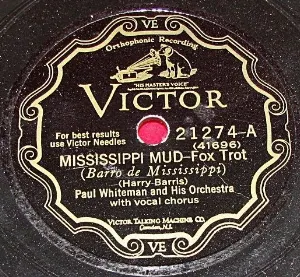 VE
Orthophonic Recording
"HIS MASTER'S VOICE"
VICTOR
For best results
use Victor Needles
21274-A
(41696)
MISSISSIPPI MUD-Fox Trot
(Barro de Mississippi)
(Harry-Barris)
Paul Whiteman and His Orchestra
with vocal chorus
VICTOR TALKING MACHINE CO.
Camden, N.J.
VE